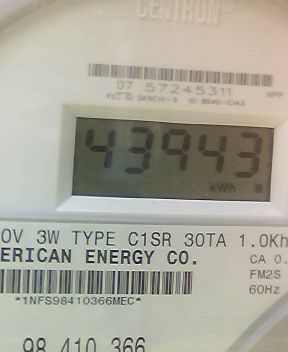 CENTRON
07 57245311
43943
kWh
0V 3W TYPE C1SR 30TA 1.0Kh
ERICAN ENERGY CO.
CA 0.
FM2S
60Hz
*1NFS98410366MEC*
98 410 366